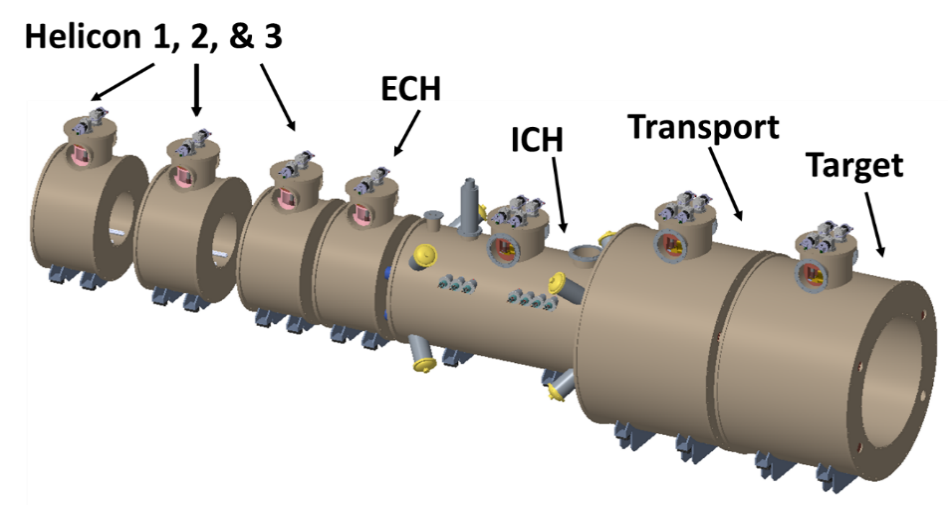 Helicon 1, 2, & 3
ECH
ICH
Transport
Target